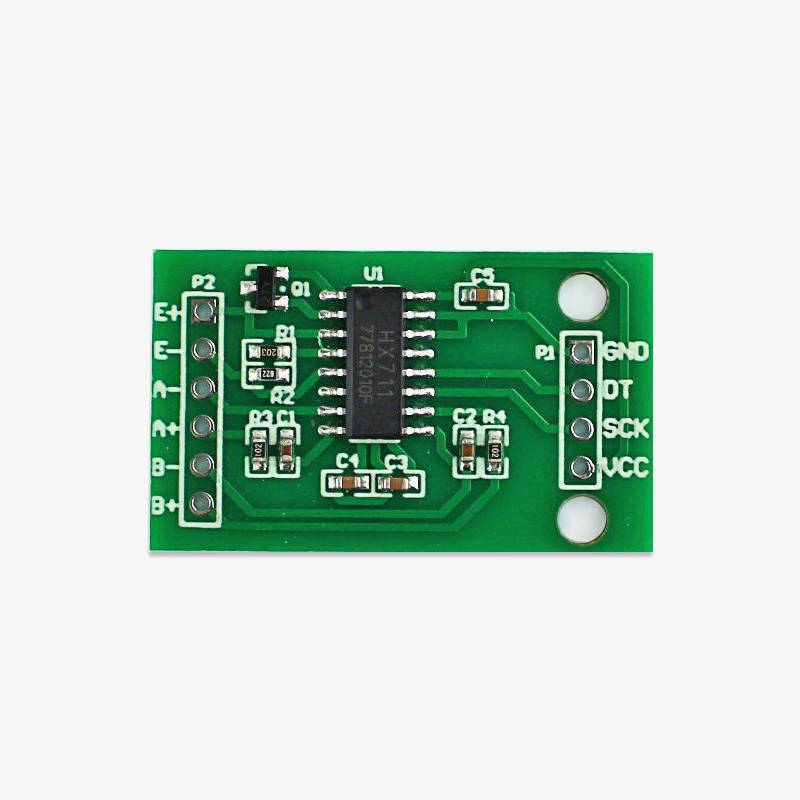 P2
E+
E-
A-
A+
B-
B+
Q1
R1
203
822
R2
R3
C1
102
U1
HX711
77812010F
C5
C4
C3
C2
R4
102
P1
GND
DT
SCK
VCC